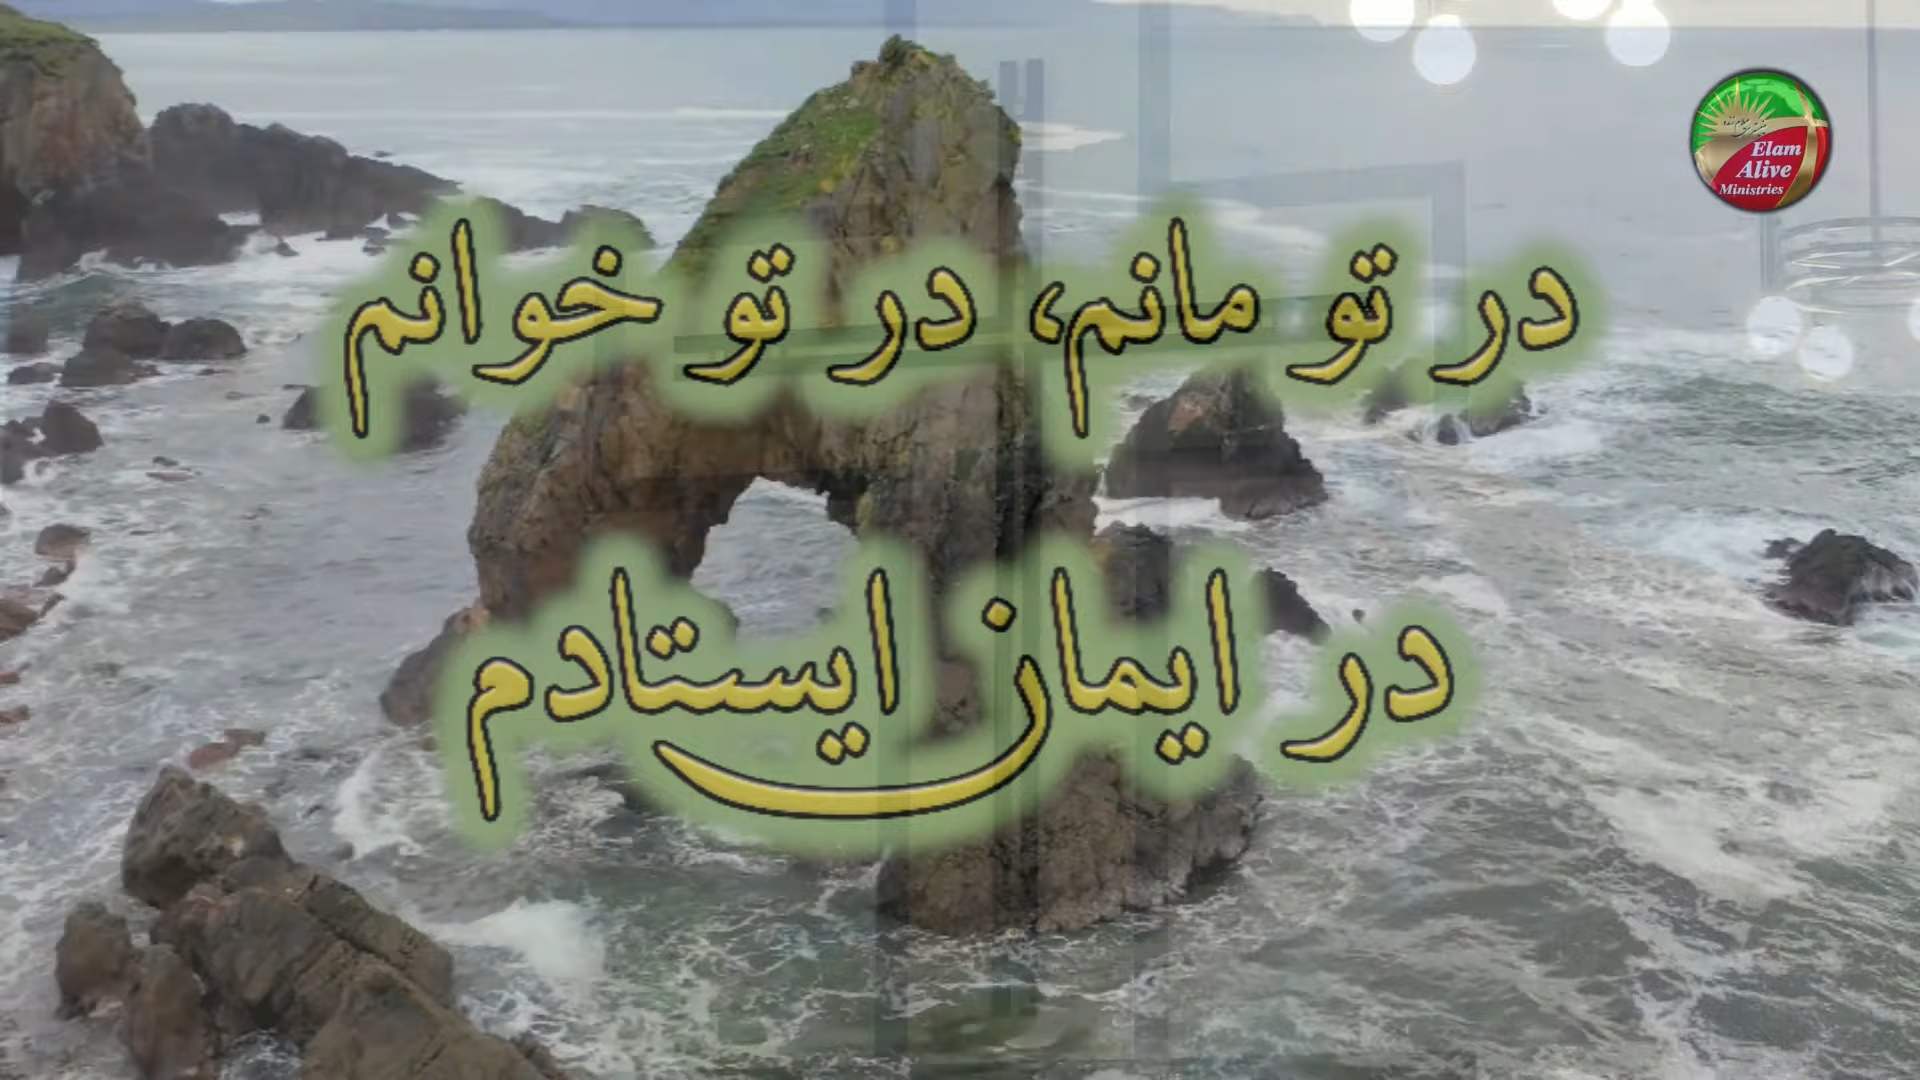 در تو مانم، در تو خوانم
در ایمان ایستادم
Elam
Alive
Ministries